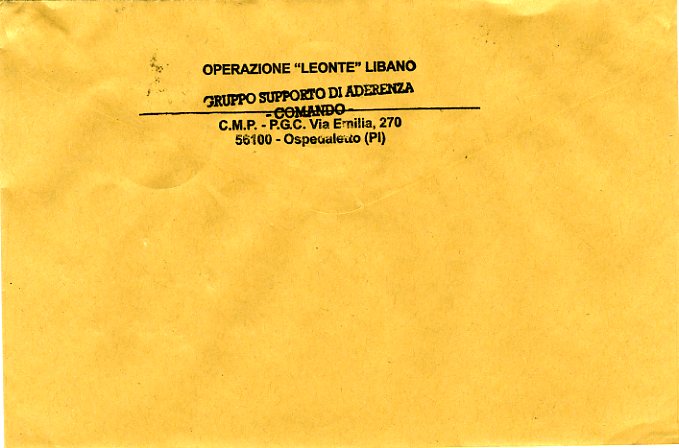 OPERAZIONE “LEONTE” LIBANO
GRUPPO SUPPORTO DI ADERENZA
- COMANDO -
C.M.P. - P.G.C. Via Emilia, 270
56100 - Ospedaletto (PI)